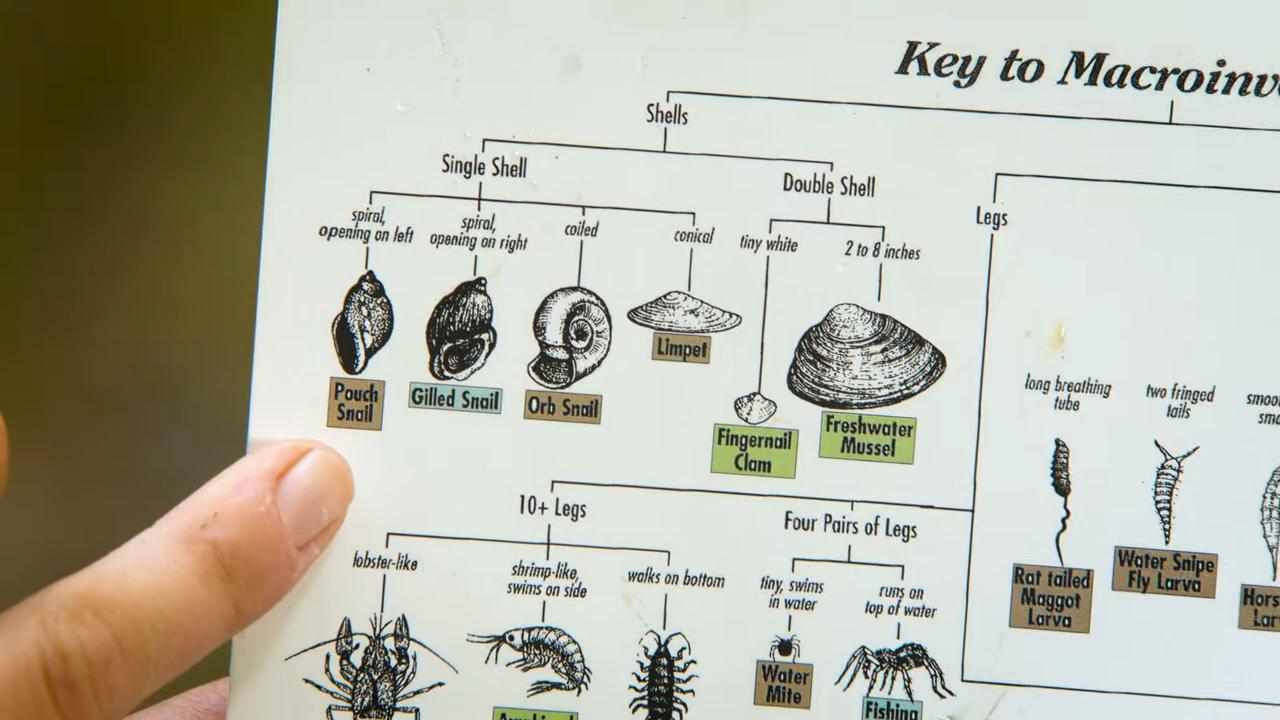 Key to Macroinv
Shells
Single Shell
Double Shell
Legs
spiral,
opening on left
spiral,
opening on right
coiled
conical
tiny white
2 to 8 inches
Limpet
Pouch
Snail
Gilled Snail
Orb Snail
Fingernail
Clam
Freshwater
Mussel
long breathing
tube
two fringed
tails
Rat tailed
Maggot
Larva
Water Snipe
Fly Larva
10+ Legs
Four Pairs of Legs
lobster-like
shrimp-like,
swims on side
walks on bottom
tiny, swims
in water
runs on
top of water
Water
Mite
Fishing